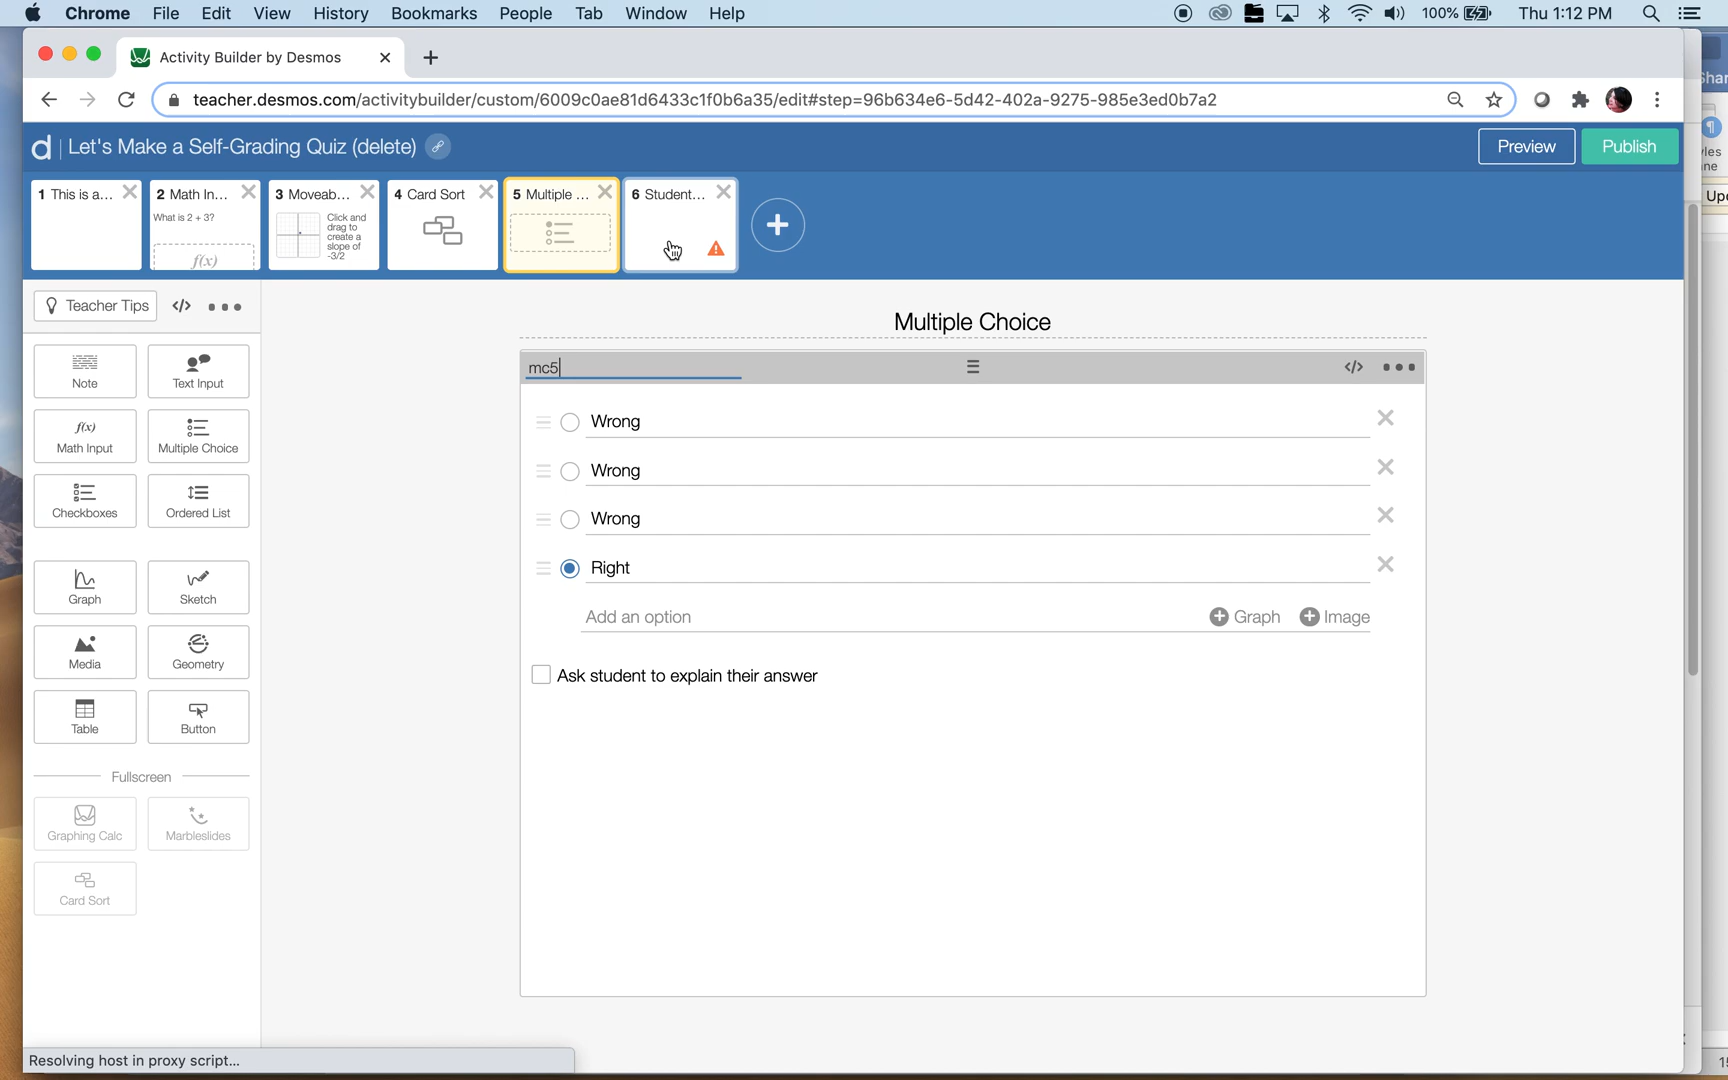 Chrome File Edit View History Bookmarks People Tab Window Help 100% Thu 1:12 PM
Activity Builder by Desmos
teacher.desmos.com/activitybuilder/custom/6009c0ae81d6433c1f0b6a35/edit#step=96b634e6-5d42-402a-9275-985e3ed0b7a2
d Let's Make a Self-Grading Quiz (delete) Preview Publish
1 This is a... 2 Math In... 3 Moveab... 4 Card Sort 5 Multiple ... 6 Student...
What is 2 + 3?
f(x)
Click and
drag to
create a
slope of
-3/2
Teacher Tips </>
Note Text Input
f(x)
Math Input Multiple Choice
Checkboxes Ordered List
Graph Sketch
Media Geometry
Table Button
Fullscreen
Graphing Calc Marbleslides
Card Sort
Multiple Choice
mc5 </>
Wrong
Wrong
Wrong
Right
Add an option Graph Image
Ask student to explain their answer
Resolving host in proxy script...